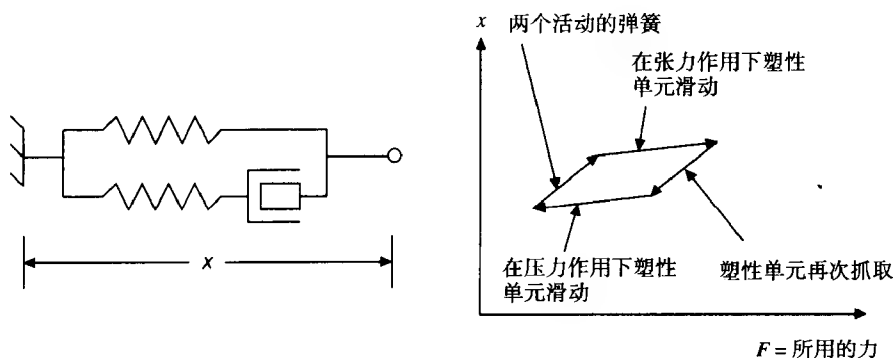 x
两个活动的弹簧
在张力作用下塑性
单元滑动
x
在压力作用下塑性
单元滑动
塑性单元再次抓取
F = 所用的力